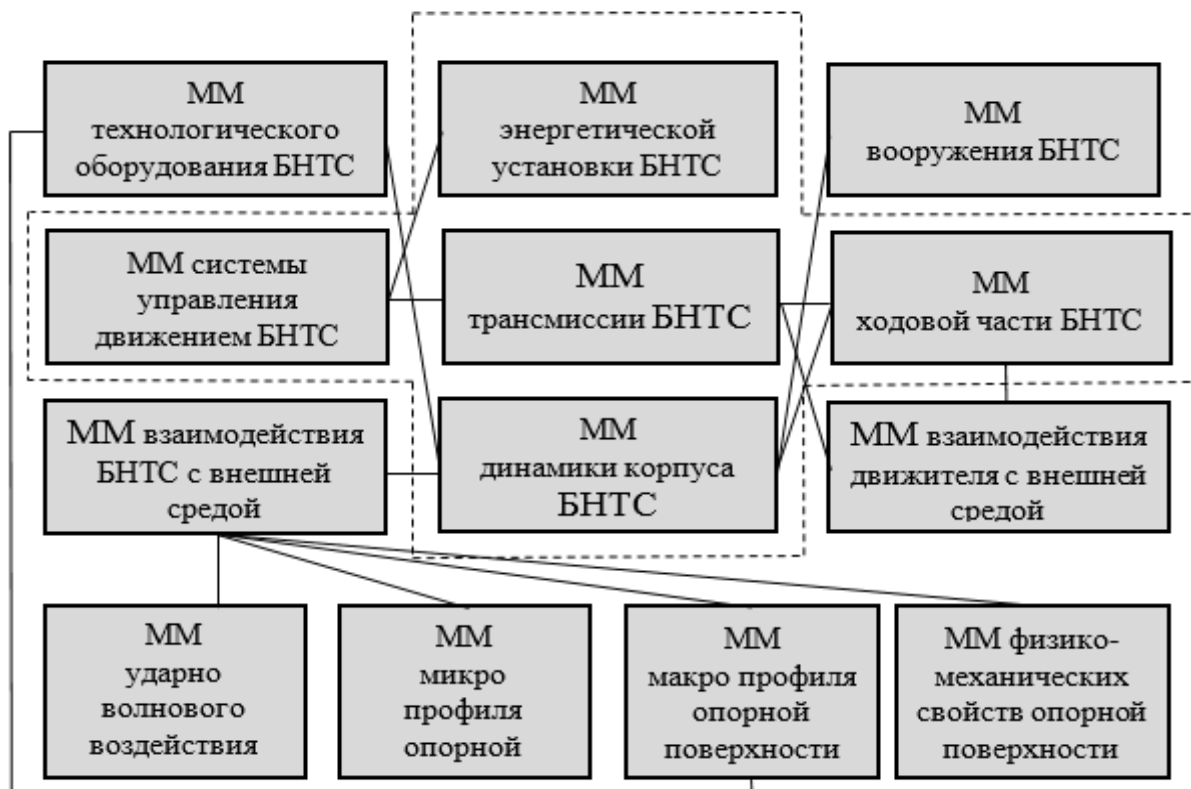 ММ
технологического
оборудования БНТС
ММ
энергетической
установки БНТС
ММ
вооружения БНТС
ММ системы
управления
движением БНТС
ММ
трансмиссии БНТС
ММ
ходовой части БНТС
ММ взаимодействия
БНТС с внешней
средой
ММ
динамики корпуса
БНТС
ММ взаимодействия
движителя с внешней
средой
ММ
ударно
волнового
воздействия
ММ
микро
профиля
опорной
ММ
макро профиля
опорной
поверхности
ММ физико-
механических
свойств опорной
поверхности